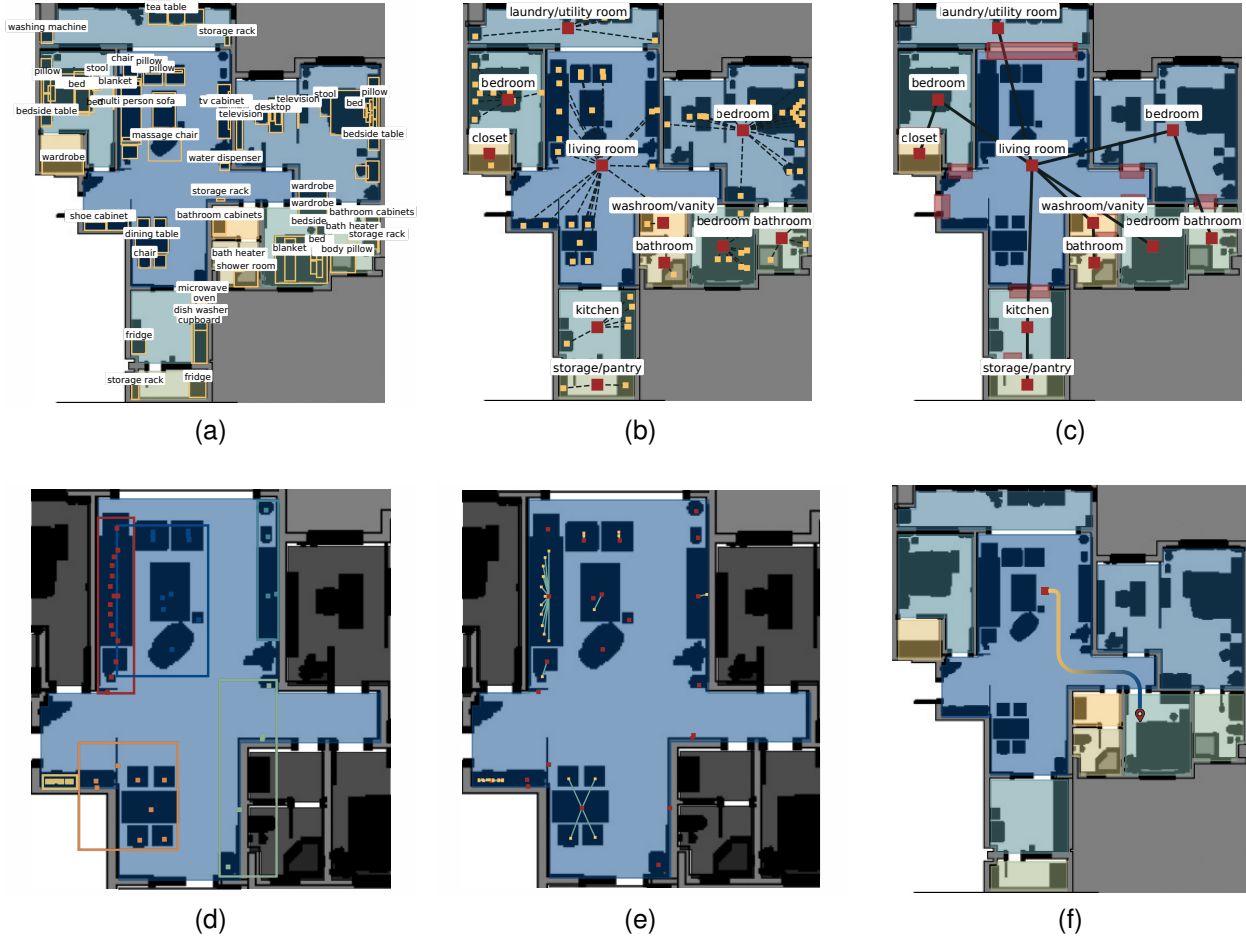 tea table
washing machine
storage rack
chair
pillow
pillow
stool
pillow
blanket
bed
bed
multi person sofa
tv cabinet
television
television
desktop
stool
pillow
bed
bedside table
bedside table
massage chair
wardrobe
water dispenser
storage rack
wardrobe
wardrobe
shoe cabinet
bathroom cabinets
bedside
bathroom cabinets
bath heater
storage rack
dining table
chair
bath heater
shower room
blanket
bed
body pillow
microwave
oven
dish washer
cupboard
fridge
storage rack
fridge
(a)
laundry/utility room
bedroom
bedroom
closet
living room
washroom/vanity
bedroom
bathroom
bathroom
kitchen
storage/pantry
(b)
laundry/utility room
bedroom
bedroom
closet
living room
washroom/vanity
bedroom
bathroom
bathroom
kitchen
storage/pantry
(c)
(d)
(e)
(f)